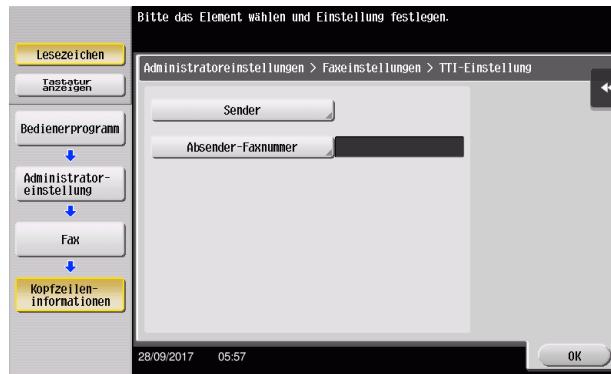 Bitte das Element wählen und Einstellung festlegen.
Lesezeichen
Tastatur
anzeigen
Bedienerprogramm
Administrator-
einstellung
Fax
Kopfzeilen-
informationen
Administratoreinstellungen > Faxeinstellungen > TTI-Einstellung
Sender
Absender-Faxnummer
28/09/2017 05:57
OK